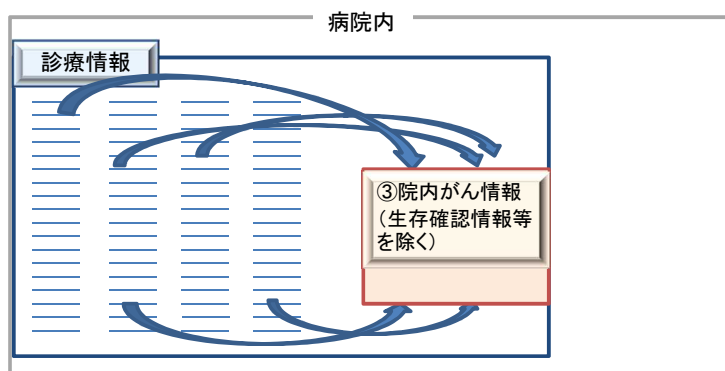 病院内
診療情報
③院内がん情報
（生存確認情報等
を除く）